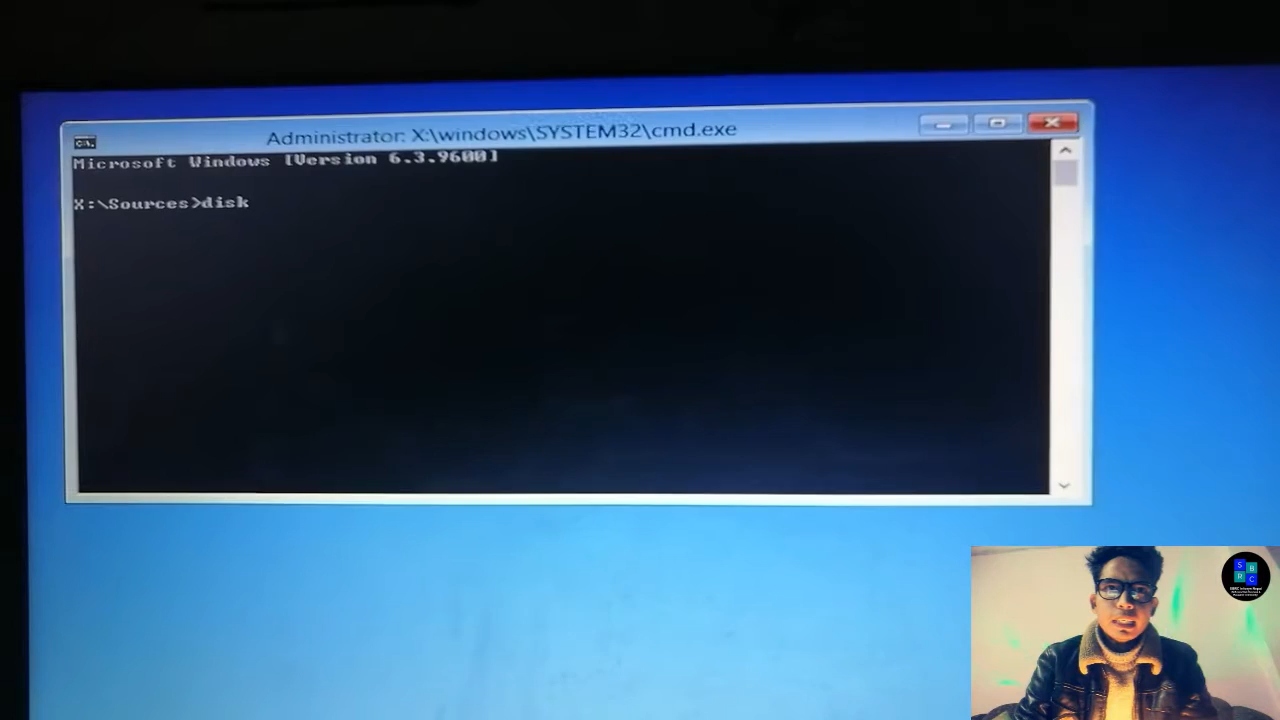 Administrator: X:\windows\SYSTEM32\cmd.exe
Microsoft Windows [Version 6.3.9600]
X:\Sources>disk
S B
R C